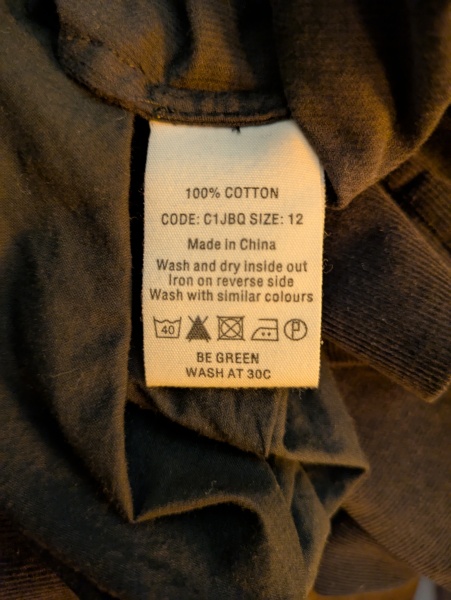 100% COTTON
CODE: C1JBQ SIZE: 12
Made in China
Wash and dry inside out
Iron on reverse side
Wash with similar colours
40 P
BE GREEN
WASH AT 30C